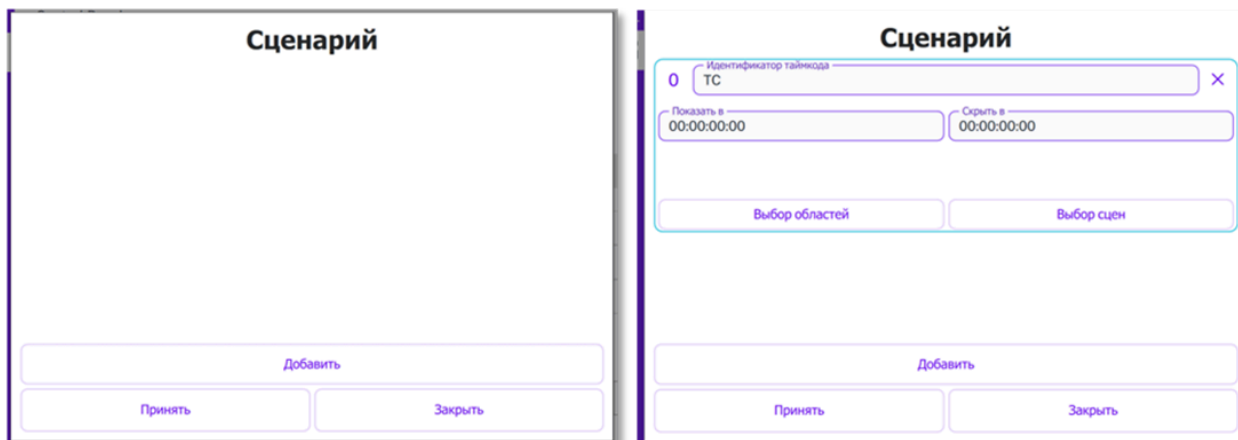 Сценарий
Добавить
Принять Закрыть
Сценарий
Идентификатор таймкода
0 TC ×
Показать в Скрыть в
00:00:00:00 00:00:00:00
Выбор областей Выбор сцен
Добавить
Принять Закрыть